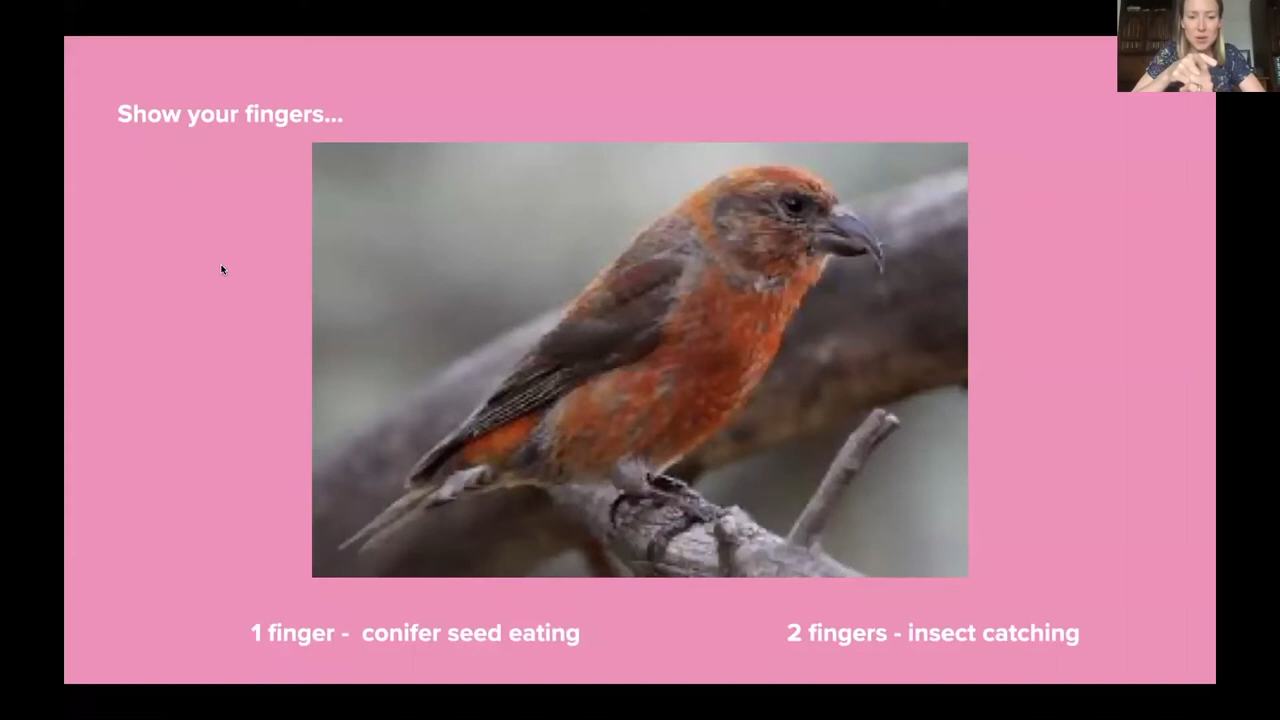 Show your fingers...
1 finger - conifer seed eating
2 fingers - insect catching